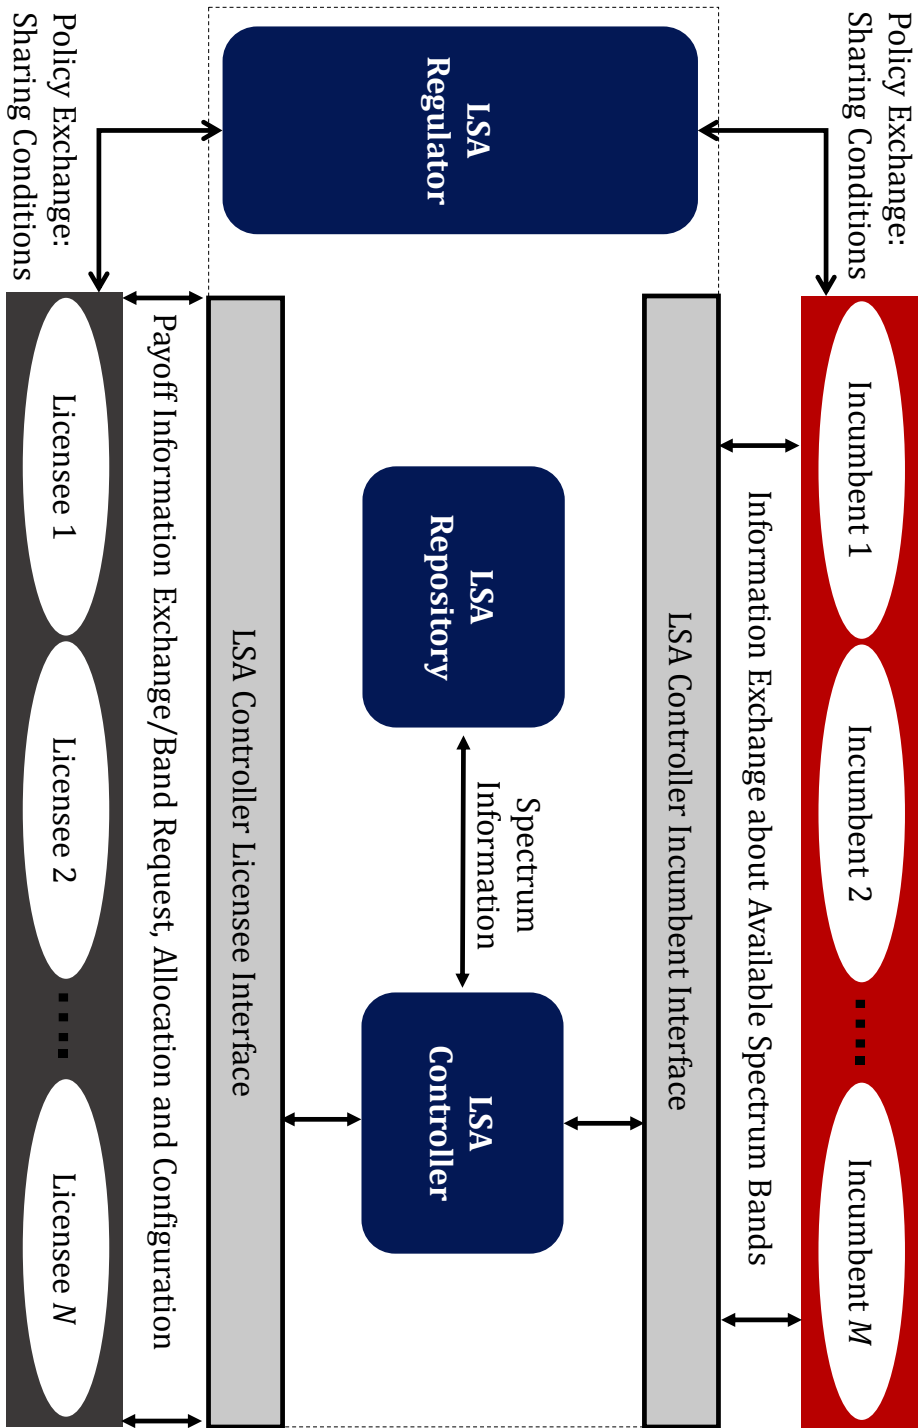 Policy Exchange:
Sharing Conditions
Incumbent 1
Incumbent 2
Incumbent M
Information Exchange about Available Spectrum Bands
LSA Controller Incumbent Interface
LSA
Regulator
LSA
Repository
Spectrum
Information
LSA
Controller
LSA Controller Licensee Interface
Payoff Information Exchange/Band Request, Allocation and Configuration
Policy Exchange:
Sharing Conditions
Licensee 1
Licensee 2
Licensee N